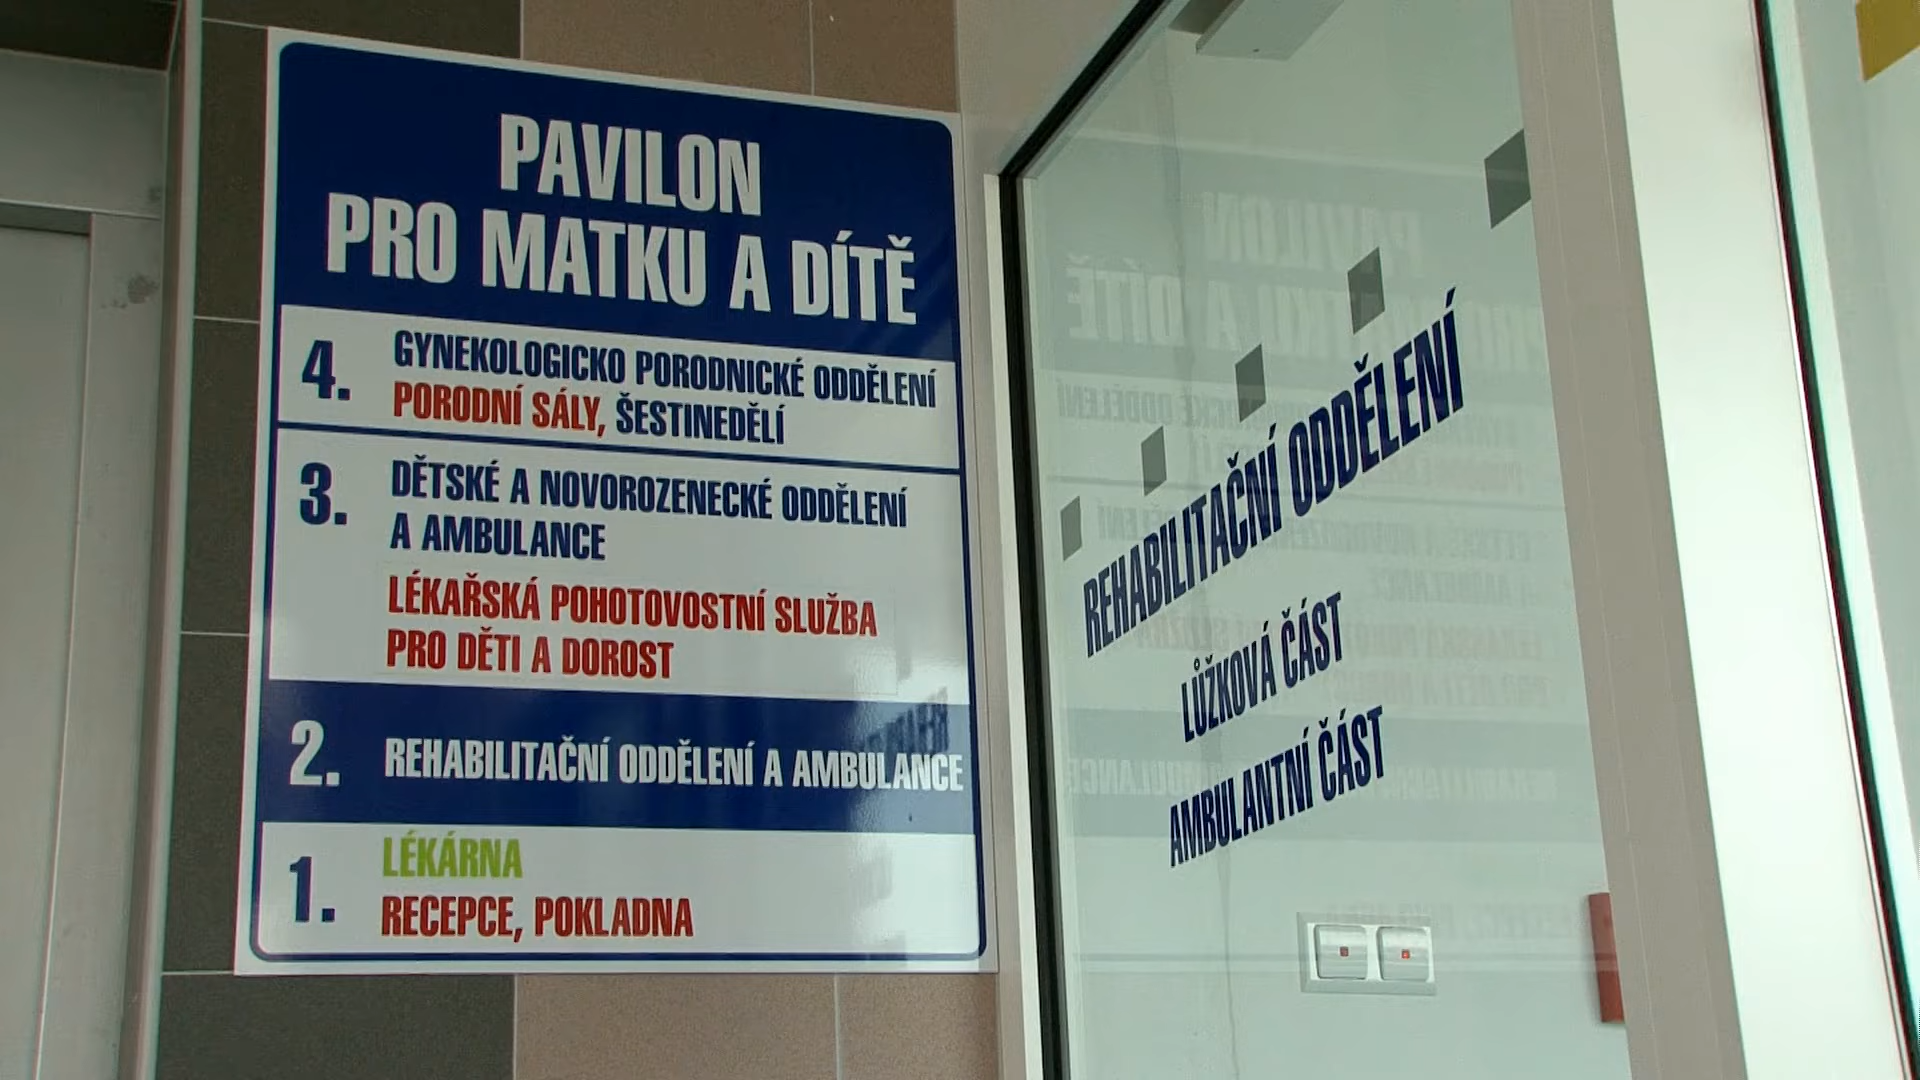 PAVILON
PRO MATKU A DÍTĚ
4. GYNEKOLOGICKO PORODNICKÉ ODDĚLENÍ
PORODNÍ SÁLY, ŠESTINEDĚLÍ
3. DĚTSKÉ A NOVOROZENECKÉ ODDĚLENÍ
A AMBULANCE
LÉKAŘSKÁ POHOTOVOSTNÍ SLUŽBA
PRO DĚTI A DOROST
2. REHABILITAČNÍ ODDĚLENÍ A AMBULANCE
1. LÉKÁRNA
RECEPCE, POKLADNA
REHABILITAČNÍ ODDĚLENÍ
LŮŽKOVÁ ČÁST
AMBULANTNÍ ČÁST